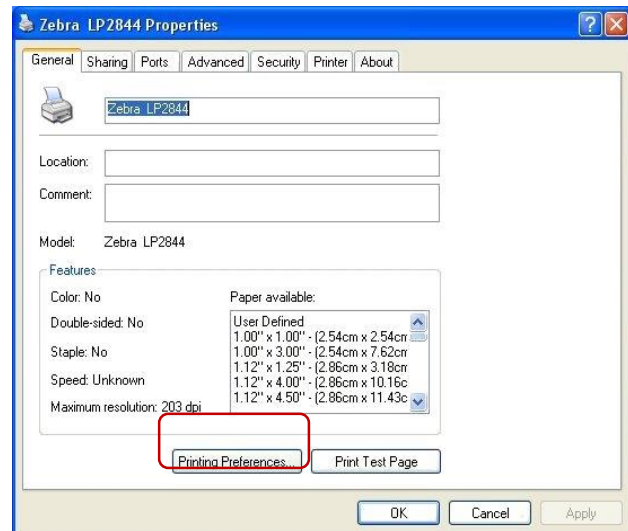 Zebra LP2844 Properties
General Sharing Ports Advanced Security Printer About
Zebra LP2844
Location:
Comment:
Model: Zebra LP2844
Features
Color: No
Paper available:
Double-sided: No
User Defined
1.00" x 1.00" - (2.54cm x 2.54cm
Staple: No
1.00" x 3.00" - (2.54cm x 7.62cm
1.12" x 1.25" - (2.86cm x 3.18cm
Speed: Unknown
1.12" x 4.00" - (2.86cm x 10.16c
1.12" x 4.50" - (2.86cm x 11.43c
Maximum resolution: 203 dpi
Printing Preferences... Print Test Page
OK Cancel Apply